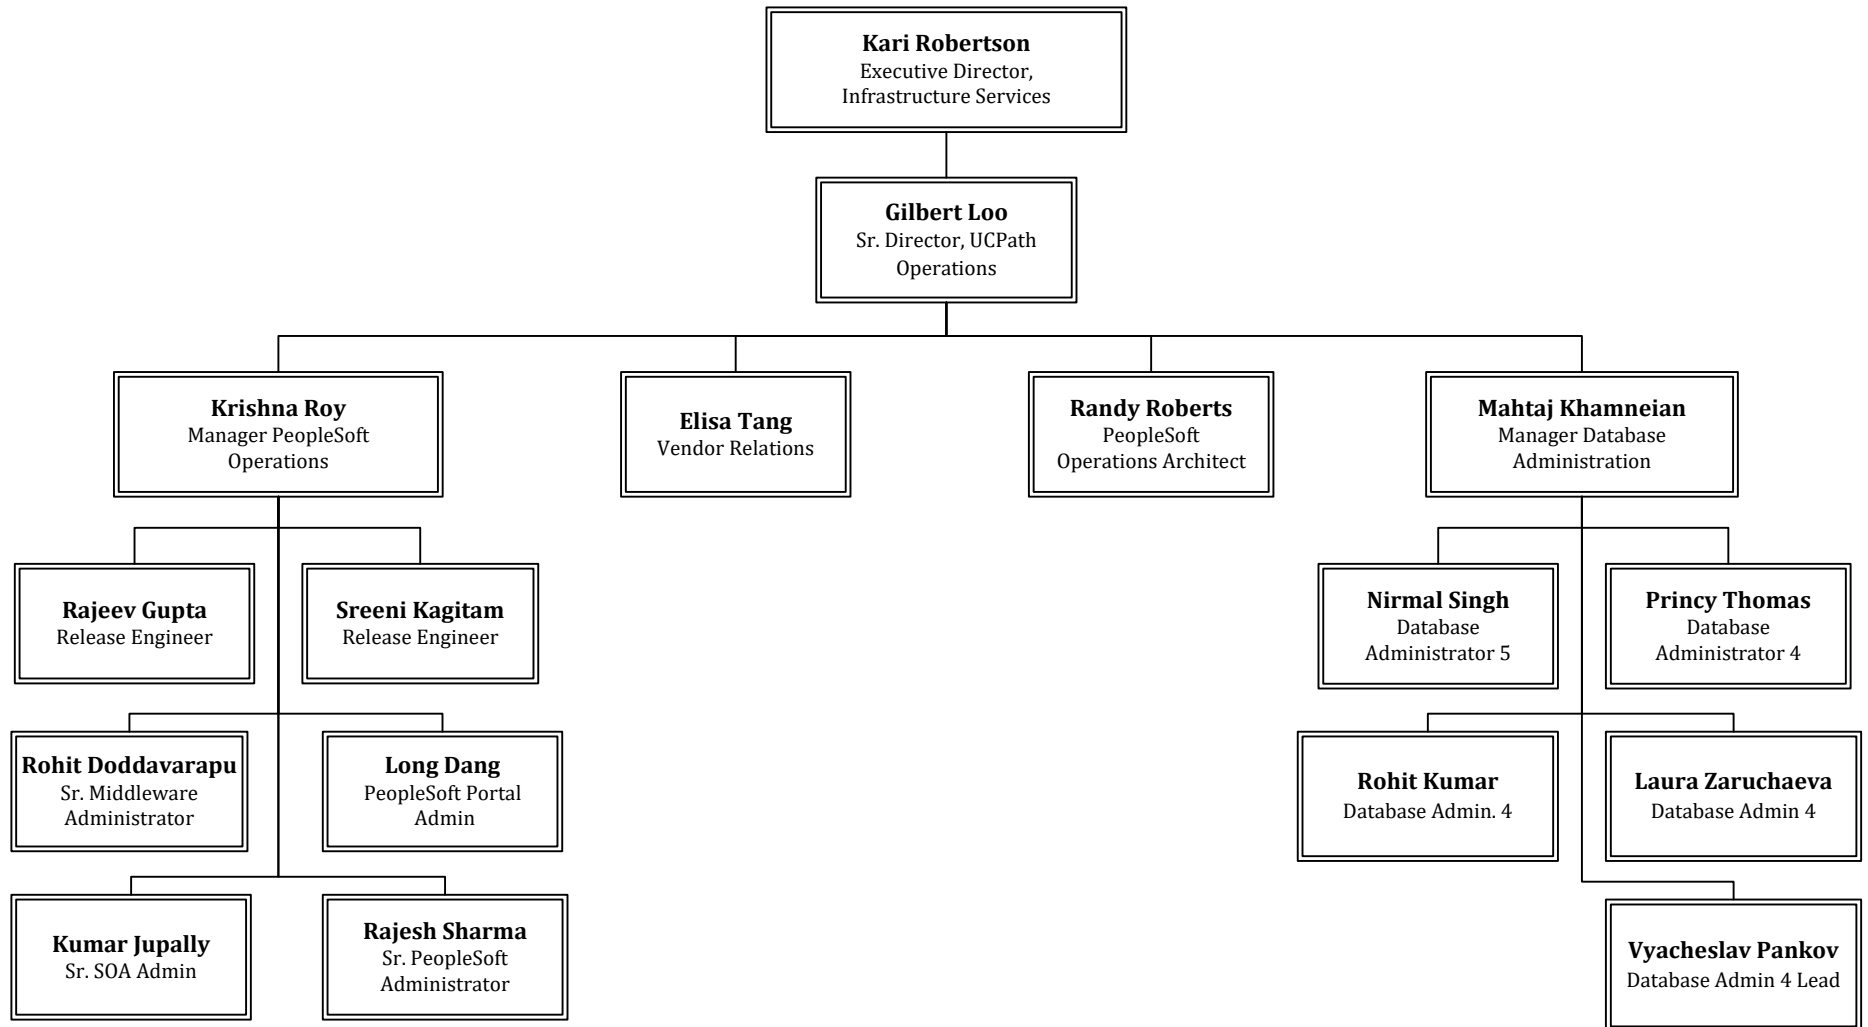 Kari Robertson
Executive Director,
Infrastructure Services
Gilbert Loo
Sr. Director, UCPath
Operations
Krishna Roy
Manager PeopleSoft
Operations
Elisa Tang
Vendor Relations
Randy Roberts
PeopleSoft
Operations Architect
Mahtaj Khamneian
Manager Database
Administration
Rajeev Gupta
Release Engineer
Sreeni Kagitam
Release Engineer
Nirmal Singh
Database
Administrator 5
Princy Thomas
Database
Administrator 4
Rohit Doddavarapu
Sr. Middleware
Administrator
Long Dang
PeopleSoft Portal
Admin
Rohit Kumar
Database Admin. 4
Laura Zaruchaeva
Database Admin 4
Kumar Jupally
Sr. SOA Admin
Rajesh Sharma
Sr. PeopleSoft
Administrator
Vyacheslav Pankov
Database Admin 4 Lead